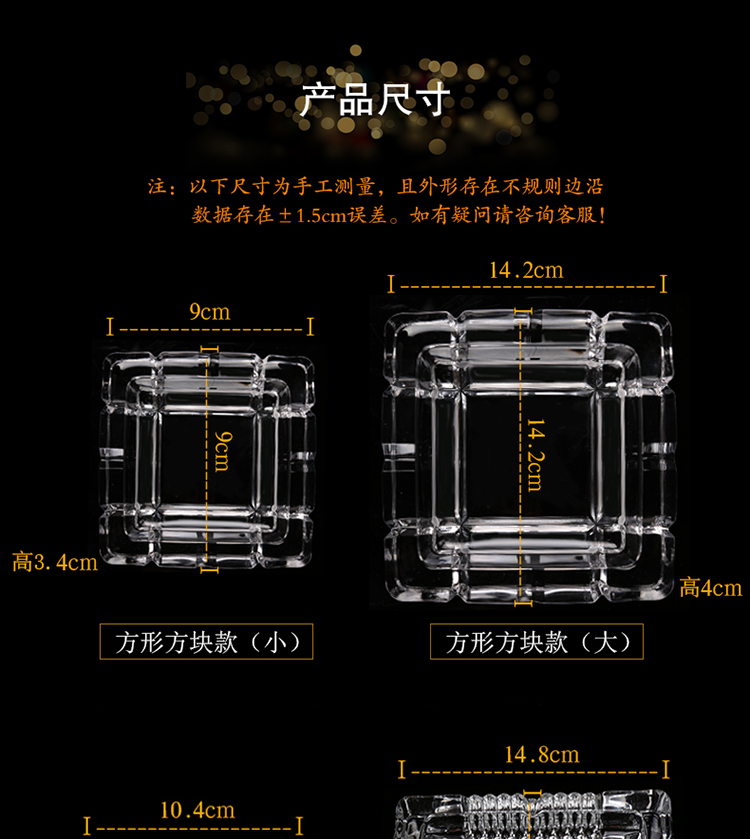 产品尺寸
注：以下尺寸为手工测量，且外形存在不规则边沿
数据存在±1.5cm误差。如有疑问请咨询客服！
14.2cm
9cm
9cm
14.2cm
高3.4cm
高4cm
方形方块款（小）
方形方块款（大）
14.8cm
10.4cm